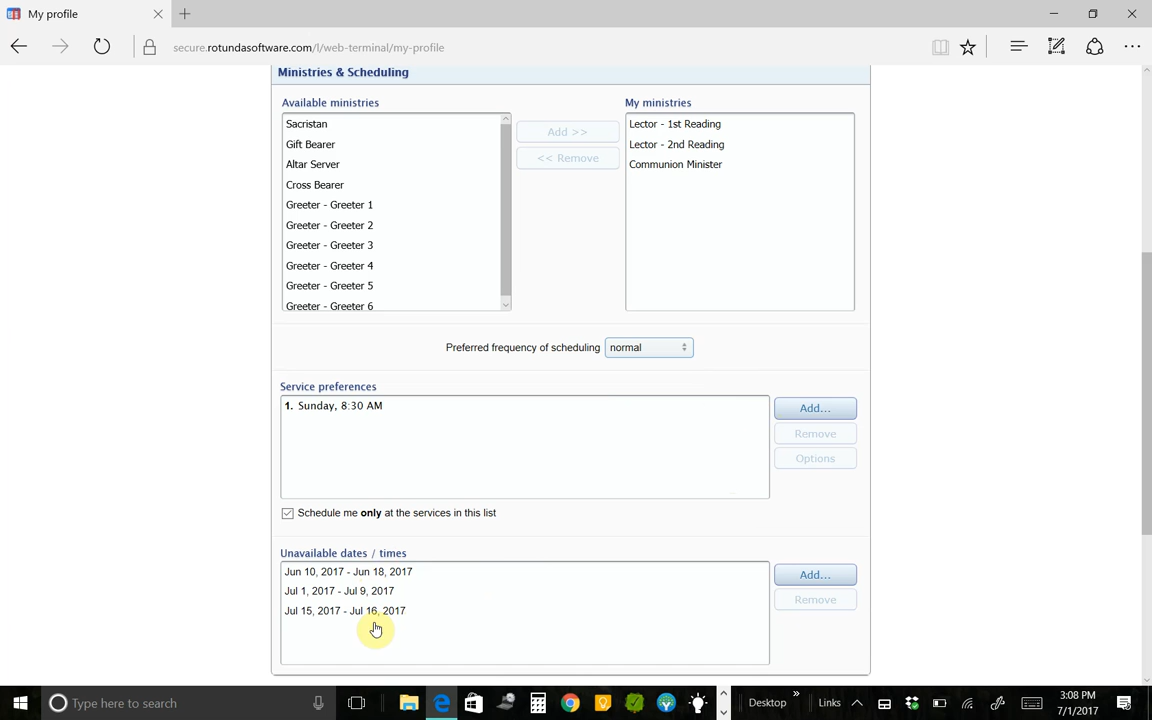 My profile
secure.rotundasoftware.com/l/web-terminal/my-profile
Ministries & Scheduling
Available ministries
My ministries
Sacristan
Gift Bearer
Altar Server
Cross Bearer
Greeter - Greeter 1
Greeter - Greeter 2
Greeter - Greeter 3
Greeter - Greeter 4
Greeter - Greeter 5
Greeter - Greeter 6
Add >>
<< Remove
Lector - 1st Reading
Lector - 2nd Reading
Communion Minister
Preferred frequency of scheduling normal
Service preferences
1. Sunday, 8:30 AM
Add...
Remove
Options
Schedule me only at the services in this list
Unavailable dates / times
Jun 10, 2017 - Jun 18, 2017
Jul 1, 2017 - Jul 9, 2017
Jul 15, 2017 - Jul 16, 2017
Add...
Remove
Type here to search
Desktop
Links
3:08 PM
7/1/2017